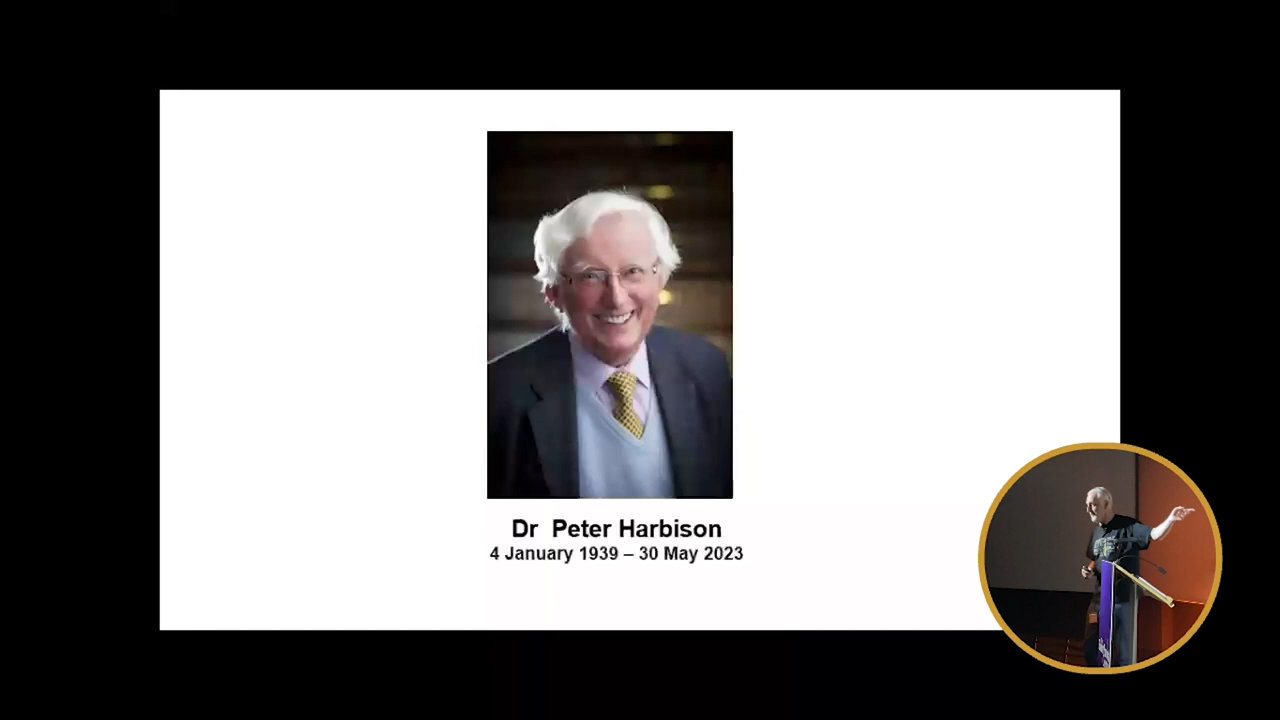 Dr  Peter Harbison
4 January 1939 – 30 May 2023